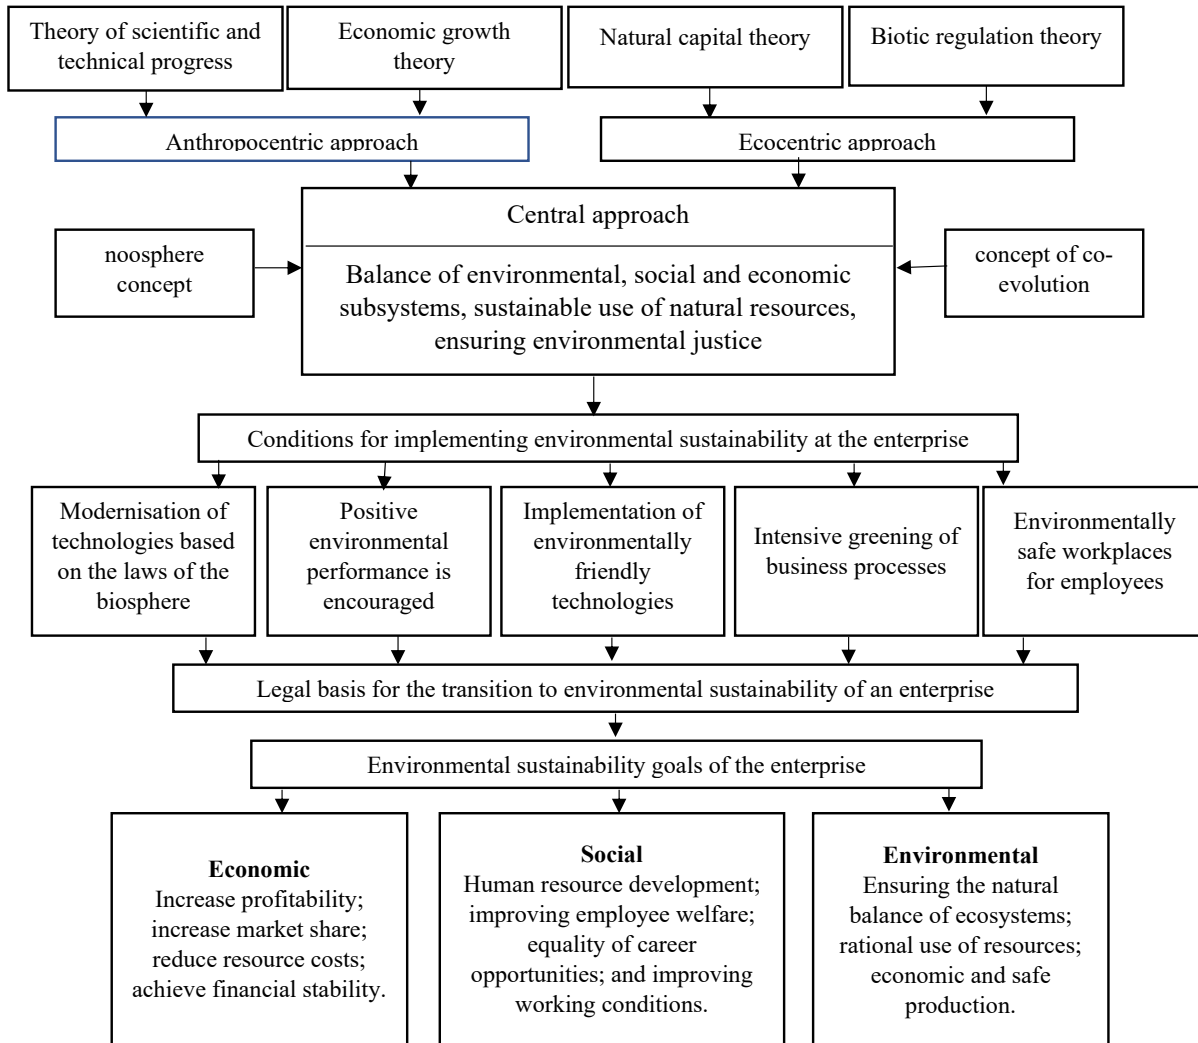 Theory of scientific and
technical progress
Economic growth
theory
Natural capital theory
Biotic regulation theory
Anthropocentric approach
Ecocentric approach
Central approach
noosphere
concept
Balance of environmental, social and economic
subsystems, sustainable use of natural resources,
ensuring environmental justice
concept of co-
evolution
Conditions for implementing environmental sustainability at the enterprise
Modernisation of
technologies based
on the laws of the
biosphere
Positive
environmental
performance is
encouraged
Implementation of
environmentally
friendly
technologies
Intensive greening of
business processes
Environmentally
safe workplaces
for employees
Legal basis for the transition to environmental sustainability of an enterprise
Environmental sustainability goals of the enterprise
Economic
Increase profitability;
increase market share;
reduce resource costs;
achieve financial stability.
Social
Human resource development;
improving employee welfare;
equality of career
opportunities; and improving
working conditions.
Environmental
Ensuring the natural
balance of ecosystems;
rational use of resources;
economic and safe
production.